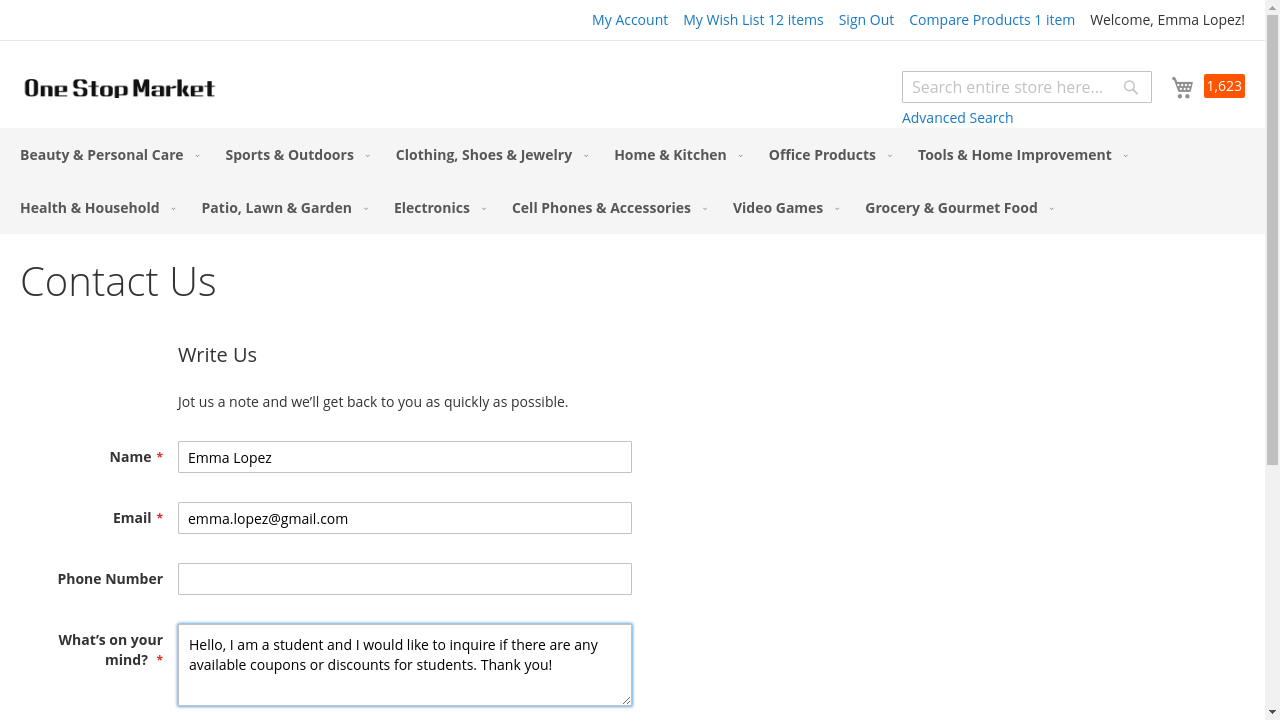 My Account My Wish List 12 items Sign Out Compare Products 1 item Welcome, Emma Lopez!
One Stop Market
Search entire store here...
1,623
Advanced Search
Beauty & Personal Care Sports & Outdoors Clothing, Shoes & Jewelry Home & Kitchen Office Products Tools & Home Improvement
Health & Household Patio, Lawn & Garden Electronics Cell Phones & Accessories Video Games Grocery & Gourmet Food
Contact Us
Write Us
Jot us a note and we’ll get back to you as quickly as possible.
Name * Emma Lopez
Email * emma.lopez@gmail.com
Phone Number
What’s on your mind? *
Hello, I am a student and I would like to inquire if there are any
available coupons or discounts for students. Thank you!